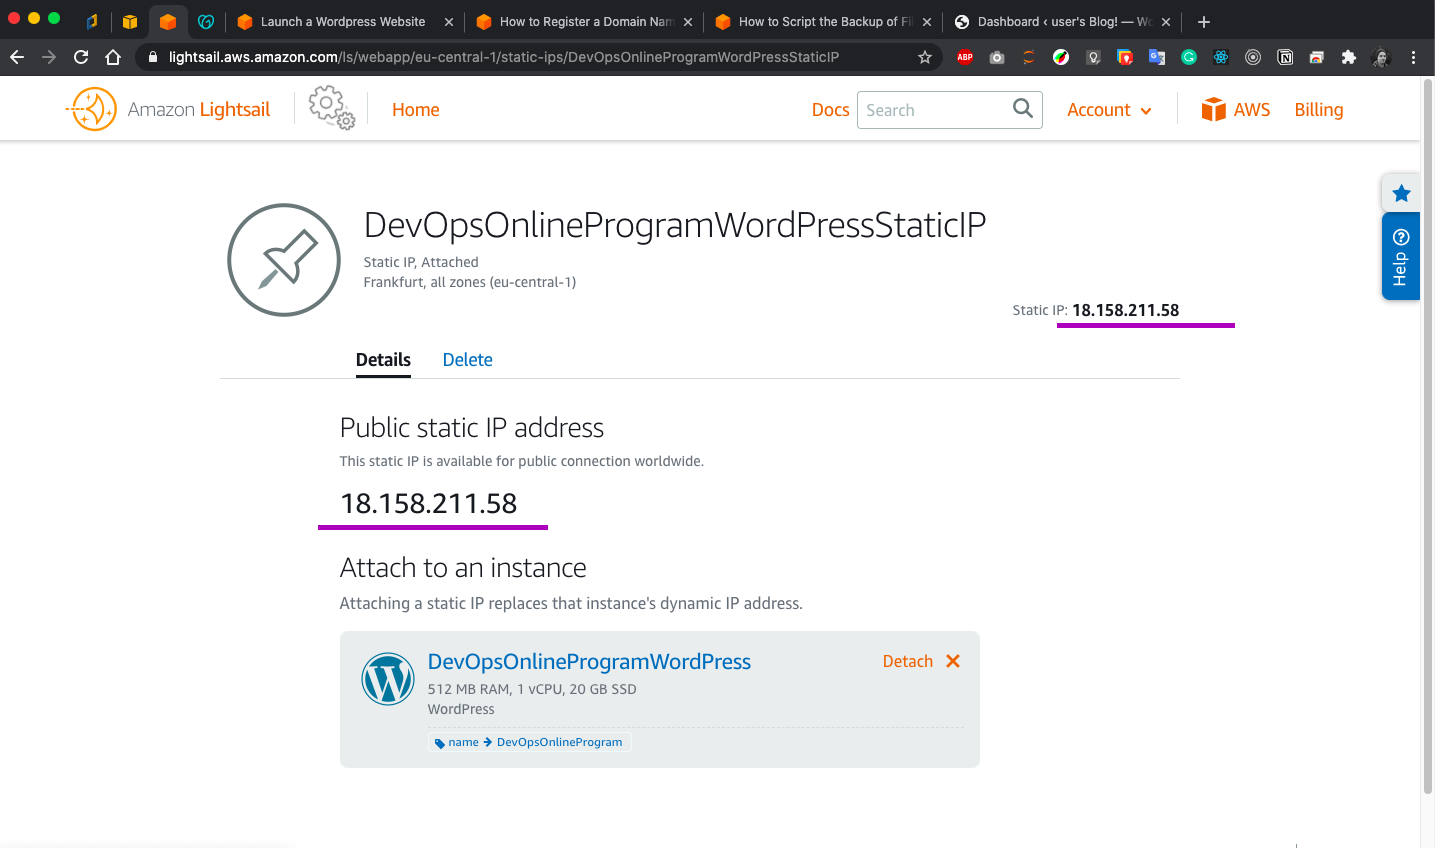 Launch a Wordpress Website
How to Register a Domain Nam
How to Script the Backup of Fil
Dashboard ‹ user's Blog! — Wo
lightsail.aws.amazon.com/ls/webapp/eu-central-1/static-ips/DevOpsOnlineProgramWordPressStaticIP
ABP
Amazon Lightsail
Home
Docs
Search
Account
AWS
Billing
Help
DevOpsOnlineProgramWordPressStaticIP
Static IP, Attached
Frankfurt, all zones (eu-central-1)
Static IP: 18.158.211.58
Details
Delete
Public static IP address
This static IP is available for public connection worldwide.
18.158.211.58
Attach to an instance
Attaching a static IP replaces that instance's dynamic IP address.
DevOpsOnlineProgramWordPress
Detach
512 MB RAM, 1 vCPU, 20 GB SSD
WordPress
name → DevOpsOnlineProgram